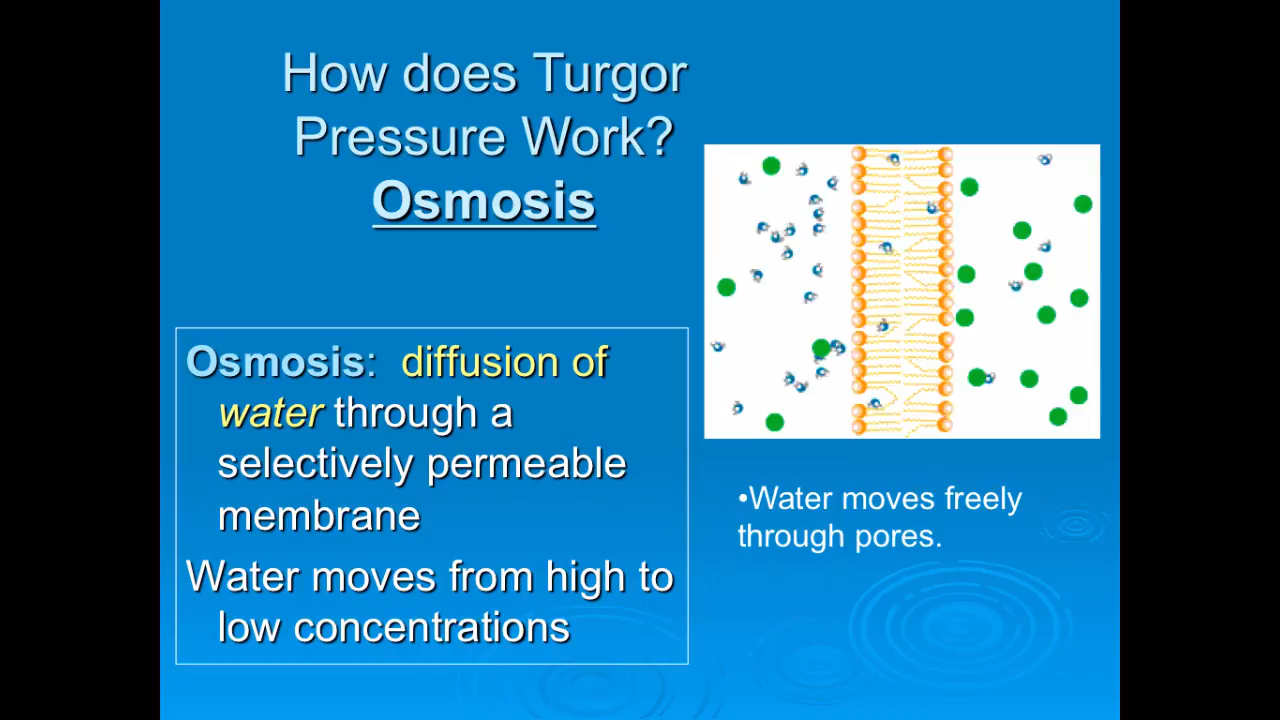 How does Turgor
Pressure Work?
Osmosis
Osmosis: diffusion of
water through a
selectively permeable
membrane
Water moves from high to
low concentrations
•Water moves freely
through pores.